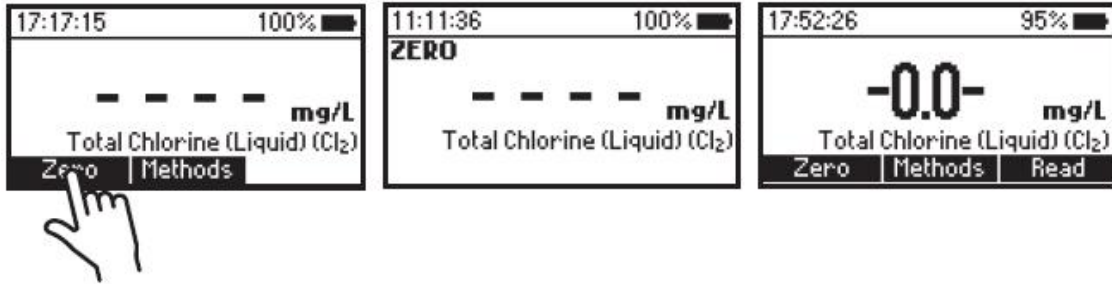 17:17:15 100%
- - - - mg/L
Total Chlorine (Liquid) (Cl₂)
Zero Methods
11:11:36 100%
ZERO
- - - - mg/L
Total Chlorine (Liquid) (Cl₂)
17:52:26 95%
-0.0- mg/L
Total Chlorine (Liquid) (Cl₂)
Zero Methods Read